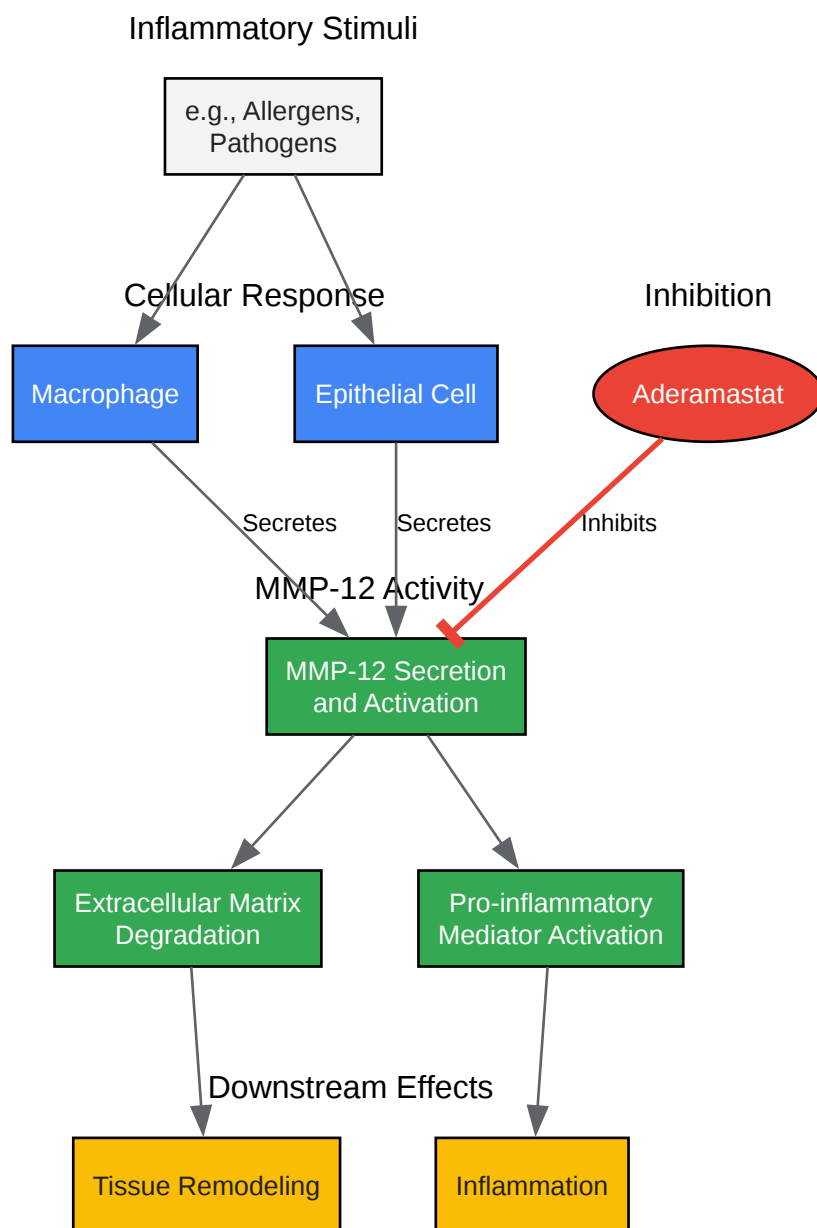 Inflammatory Stimuli
e.g., Allergens,
Pathogens
Cellular Response
Inhibition
Macrophage
Epithelial Cell
Aderamastat
Secretes
Secretes
Inhibits
MMP-12 Activity
MMP-12 Secretion
and Activation
Extracellular Matrix
Degradation
Pro-inflammatory
Mediator Activation
Downstream Effects
Tissue Remodeling
Inflammation